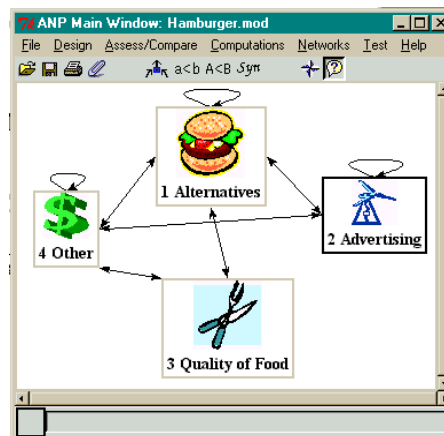 ANP Main Window: Hamburger.mod
File Design Assess/Compare Computations Networks Test Help
a<b A<B Syn
1 Alternatives
2 Advertising
4 Other
3 Quality of Food